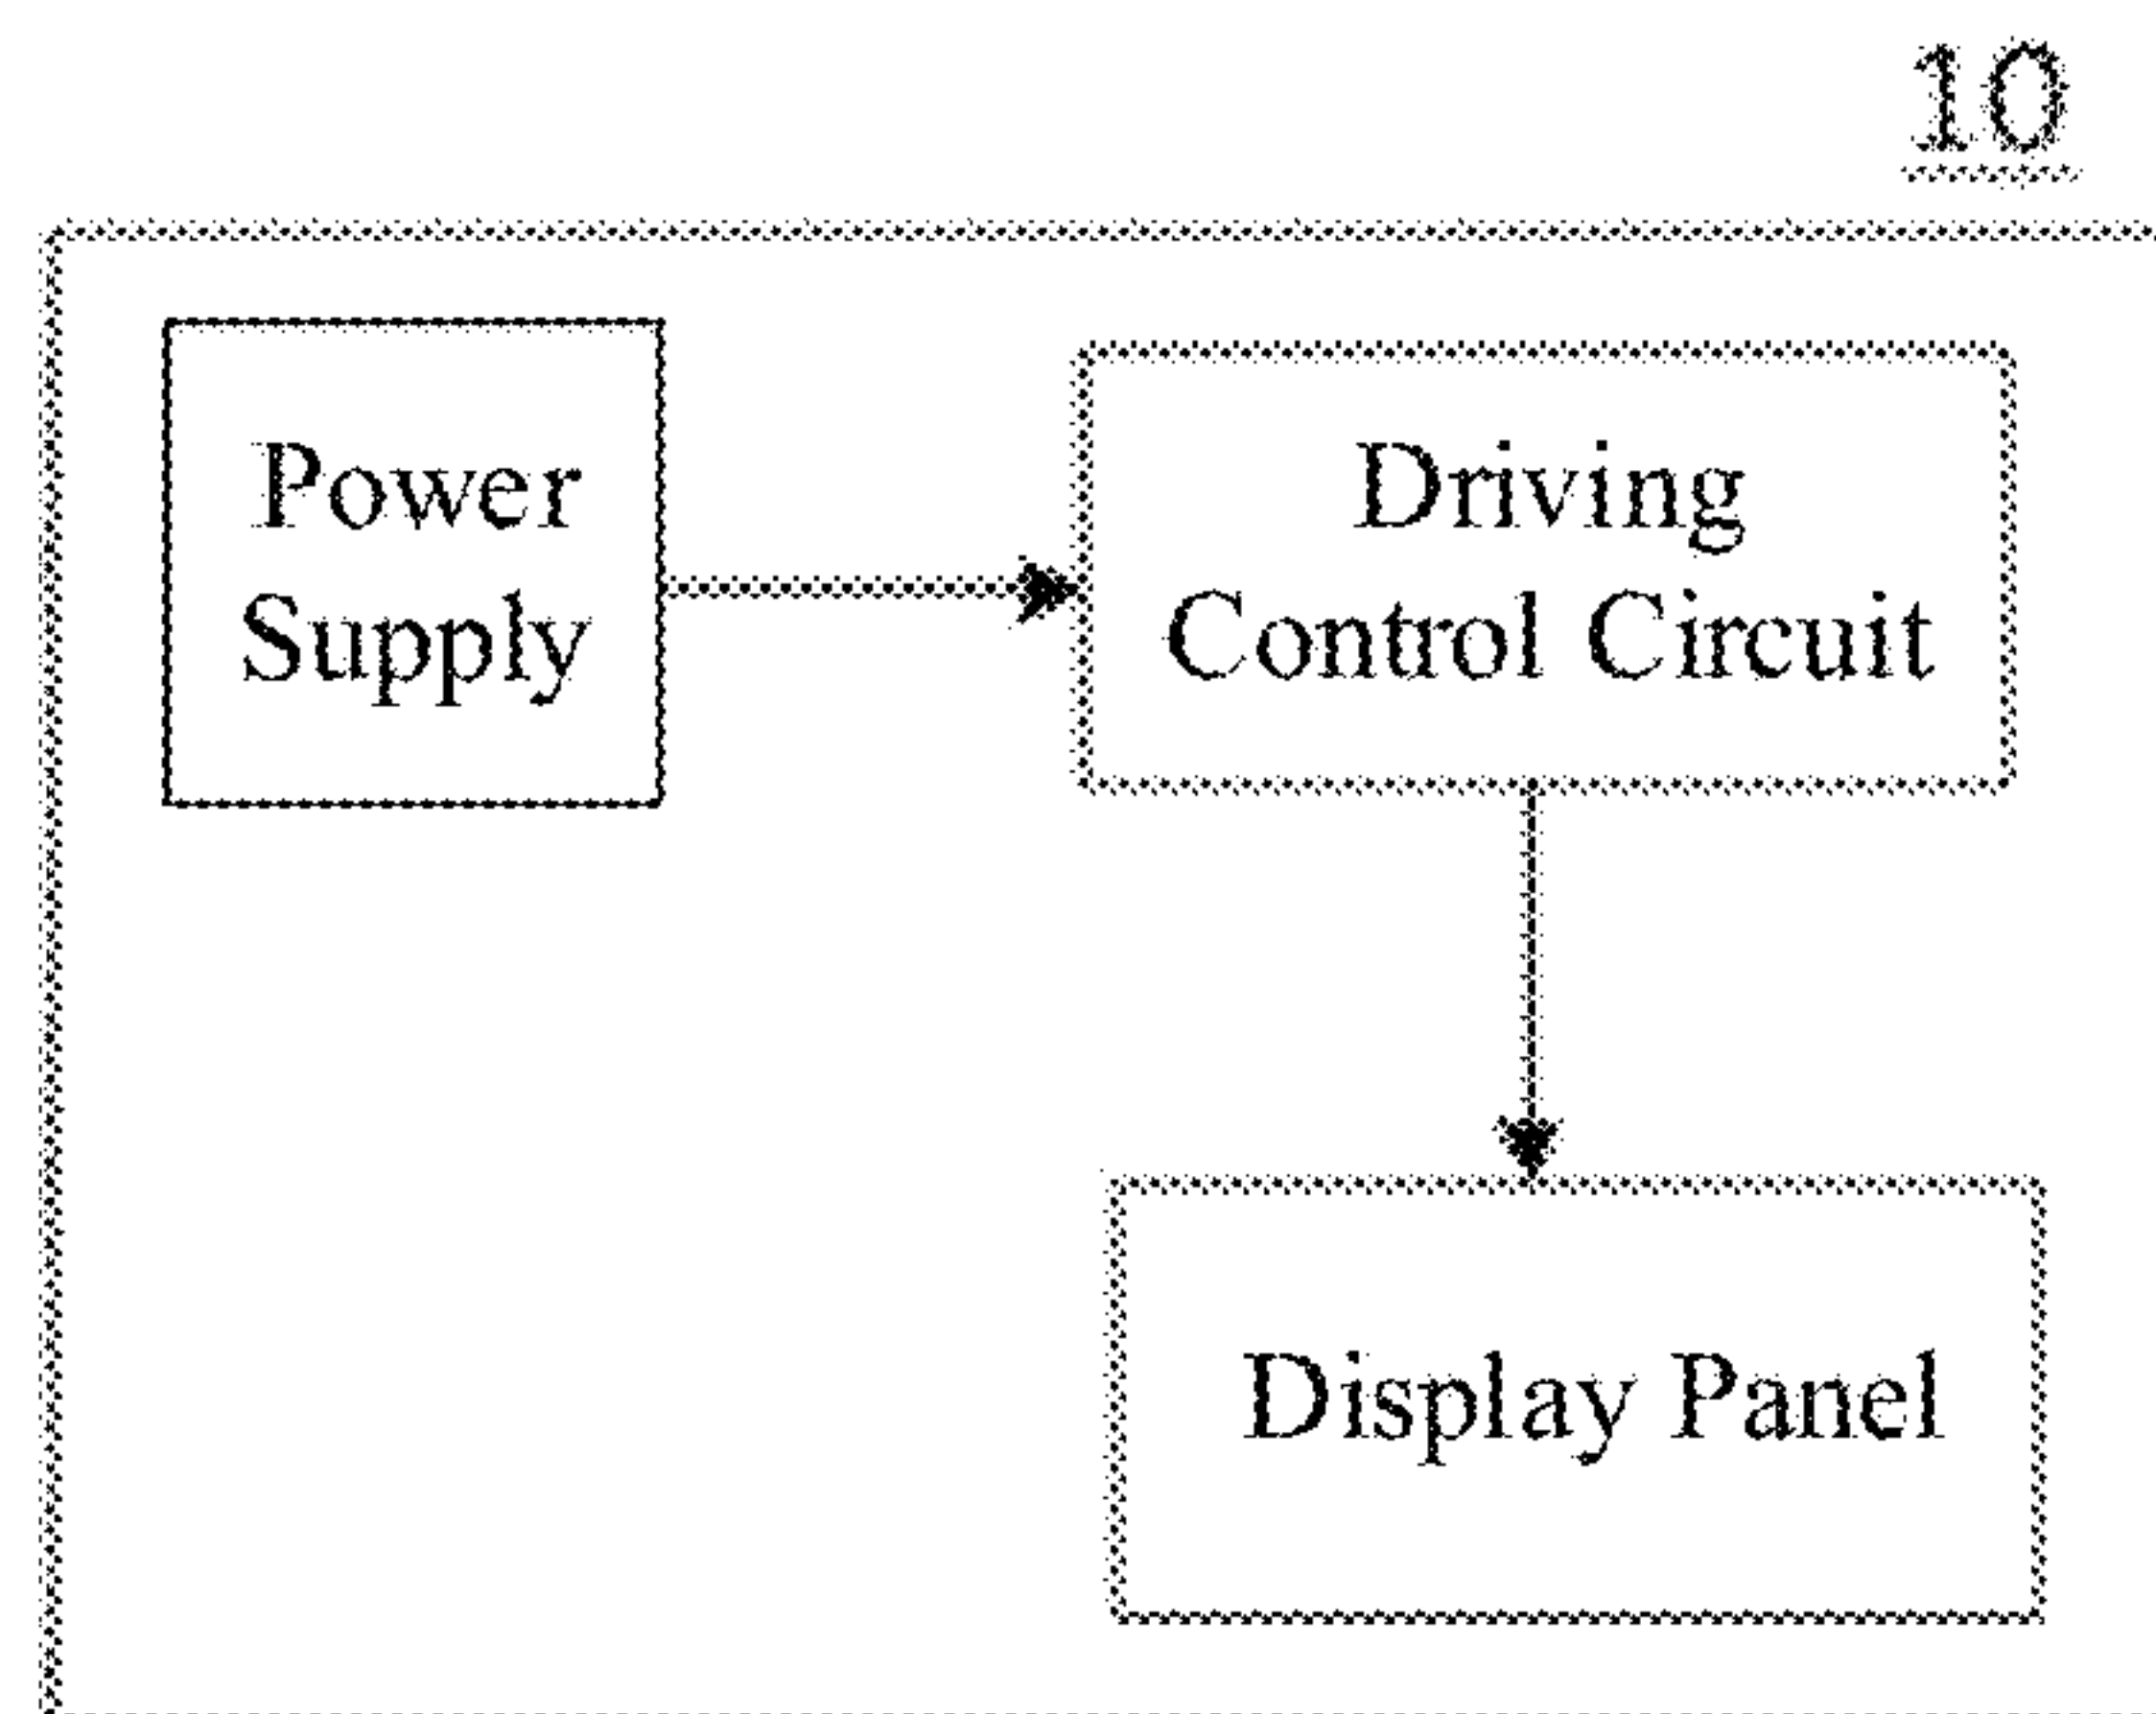 10
Power
Supply
Driving
Control Circuit
Display Panel